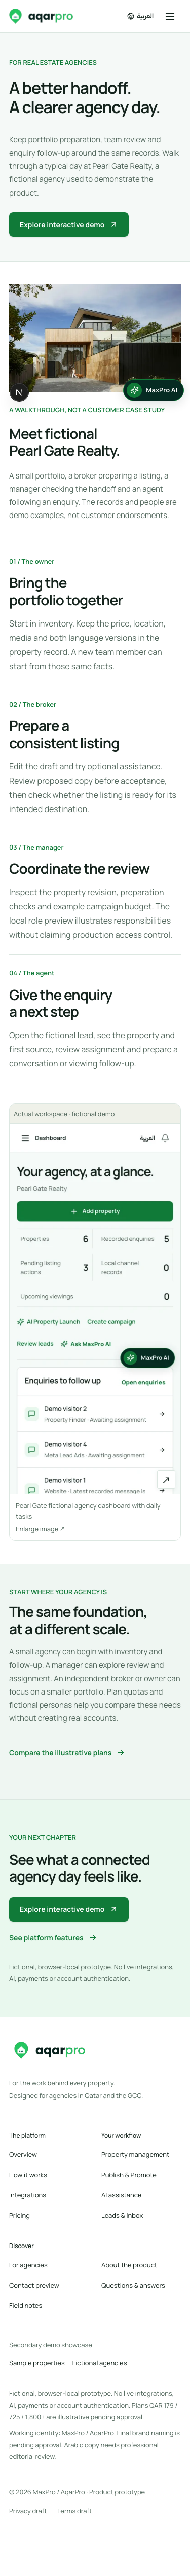 aqarpro
العربية
FOR REAL ESTATE AGENCIES
A better handoff.
A clearer agency day.
Keep portfolio preparation, team review and
enquiry follow-up around the same records. Walk
through a typical day at Pearl Gate Realty, a
fictional agency used to demonstrate the
product.
Explore interactive demo
N
MaxPro AI
A WALKTHROUGH, NOT A CUSTOMER CASE STUDY
Meet fictional
Pearl Gate Realty.
A small portfolio, a broker preparing a listing, a
manager checking the handoff and an agent
following an enquiry. The records and people are
demo examples, not customer endorsements.
01 / The owner
Bring the
portfolio together
Start in inventory. Keep the price, location,
media and both language versions in the
property record. A new team member can
start from those same facts.
02 / The broker
Prepare a
consistent listing
Edit the draft and try optional assistance.
Review proposed copy before acceptance,
then check whether the listing is ready for its
intended destination.
03 / The manager
Coordinate the review
Inspect the property revision, preparation
checks and example campaign budget. The
local role preview illustrates responsibilities
without claiming production access control.
04 / The agent
Give the enquiry
a next step
Open the fictional lead, see the property and
first source, review assignment and prepare a
conversation or viewing follow-up.
Actual workspace · fictional demo
Dashboard
العربية
Your agency, at a glance.
Pearl Gate Realty
Add property
Properties 6
Recorded enquiries 5
Pending listing actions 3
Local channel records 0
Upcoming viewings 0
AI Property Launch
Create campaign
Review leads
Ask MaxPro AI
MaxPro AI
Enquiries to follow up
Open enquiries
Demo visitor 2
Property Finder · Awaiting assignment
Demo visitor 4
Meta Lead Ads · Awaiting assignment
Demo visitor 1
Website · Latest recorded message is
Pearl Gate fictional agency dashboard with daily
tasks
Enlarge image ↗
START WHERE YOUR AGENCY IS
The same foundation,
at a different scale.
A small agency can begin with inventory and
follow-up. A manager can explore review and
assignment. An independent broker or owner can
focus on a smaller portfolio. Plan quotas and
fictional personas help you compare these needs
without creating real accounts.
Compare the illustrative plans
YOUR NEXT CHAPTER
See what a connected
agency day feels like.
Explore interactive demo
See platform features
Fictional, browser-local prototype. No live integrations,
AI, payments or account authentication.
aqarpro
For the work behind every property.
Designed for agencies in Qatar and the GCC.
The platform
Overview
How it works
Integrations
Pricing
Your workflow
Property management
Publish & Promote
AI assistance
Leads & Inbox
Discover
For agencies
Contact preview
Field notes
About the product
Questions & answers
Secondary demo showcase
Sample properties
Fictional agencies
Fictional, browser-local prototype. No live integrations,
AI, payments or account authentication. Plans QAR 179 /
725 / 1,800+ are illustrative pending approval.
Working identity: MaxPro / AqarPro. Final brand naming is
pending approval. Arabic copy needs professional
editorial review.
© 2026 MaxPro / AqarPro · Product prototype
Privacy draft
Terms draft